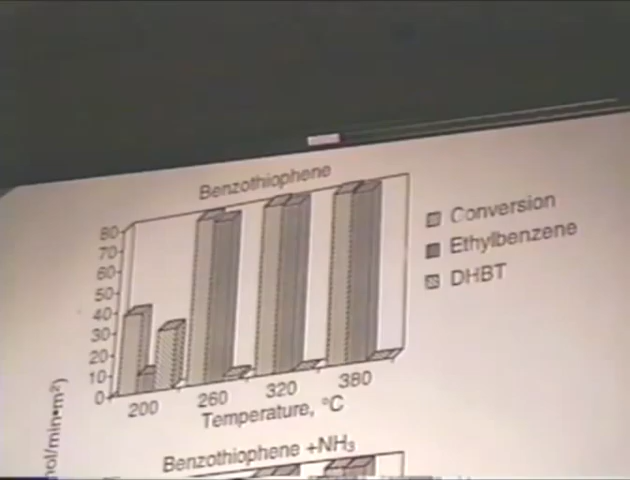 Benzothiophene
80
70
60
50
40
30
20
10
0
200 260 320 380
Temperature, °C
Conversion
Ethylbenzene
DHBT
ol/min•m²)
Benzothiophene +NH₃